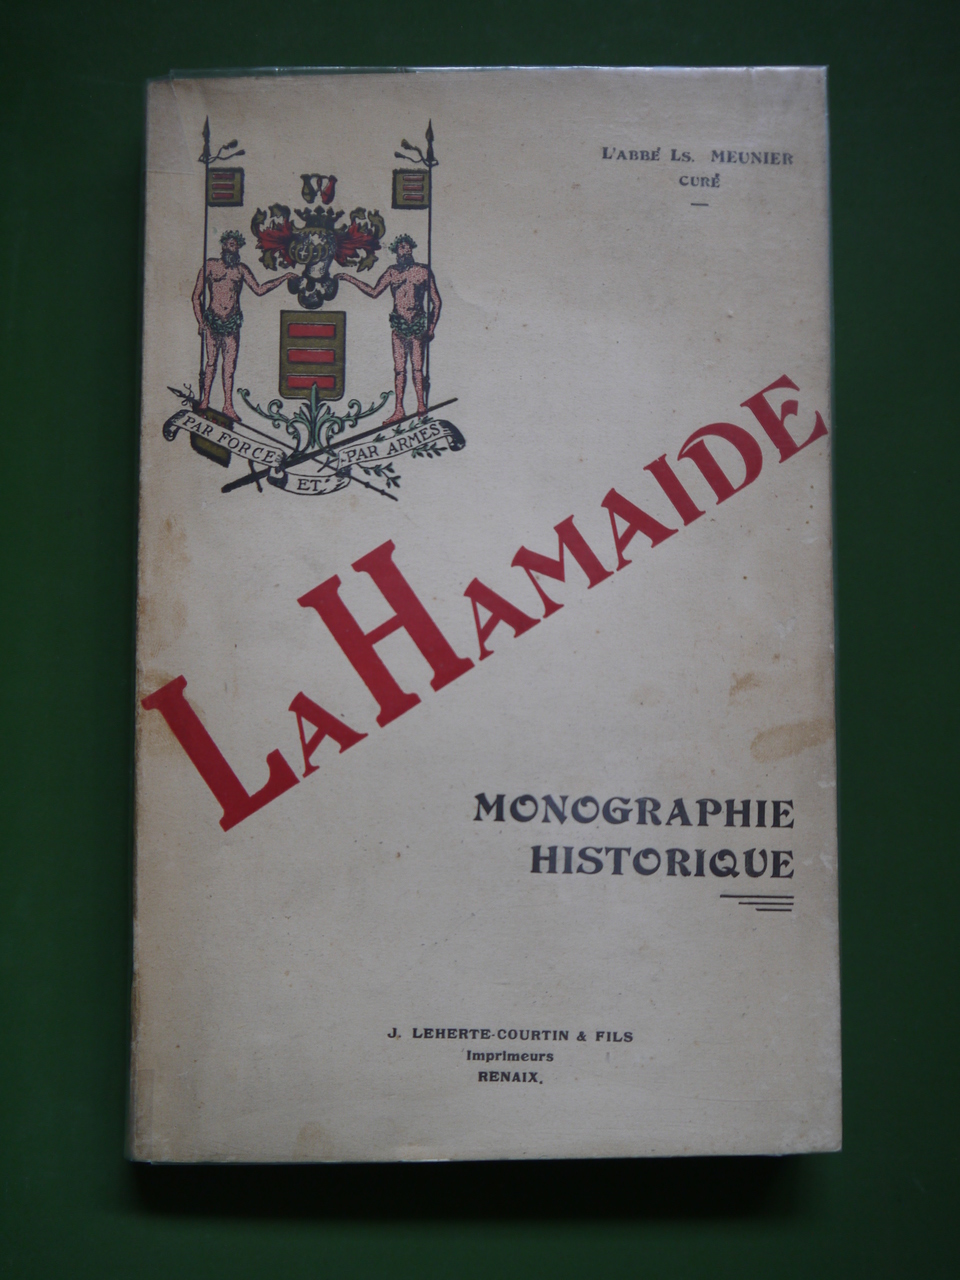 L'ABBÉ LS. MEUNIER
CURÉ
PAR FORCE ET PAR ARMES
LA HAMAIDE
MONOGRAPHIE
HISTORIQUE
J. LEHERTE-COURTIN & FILS
Imprimeurs
RENAIX.